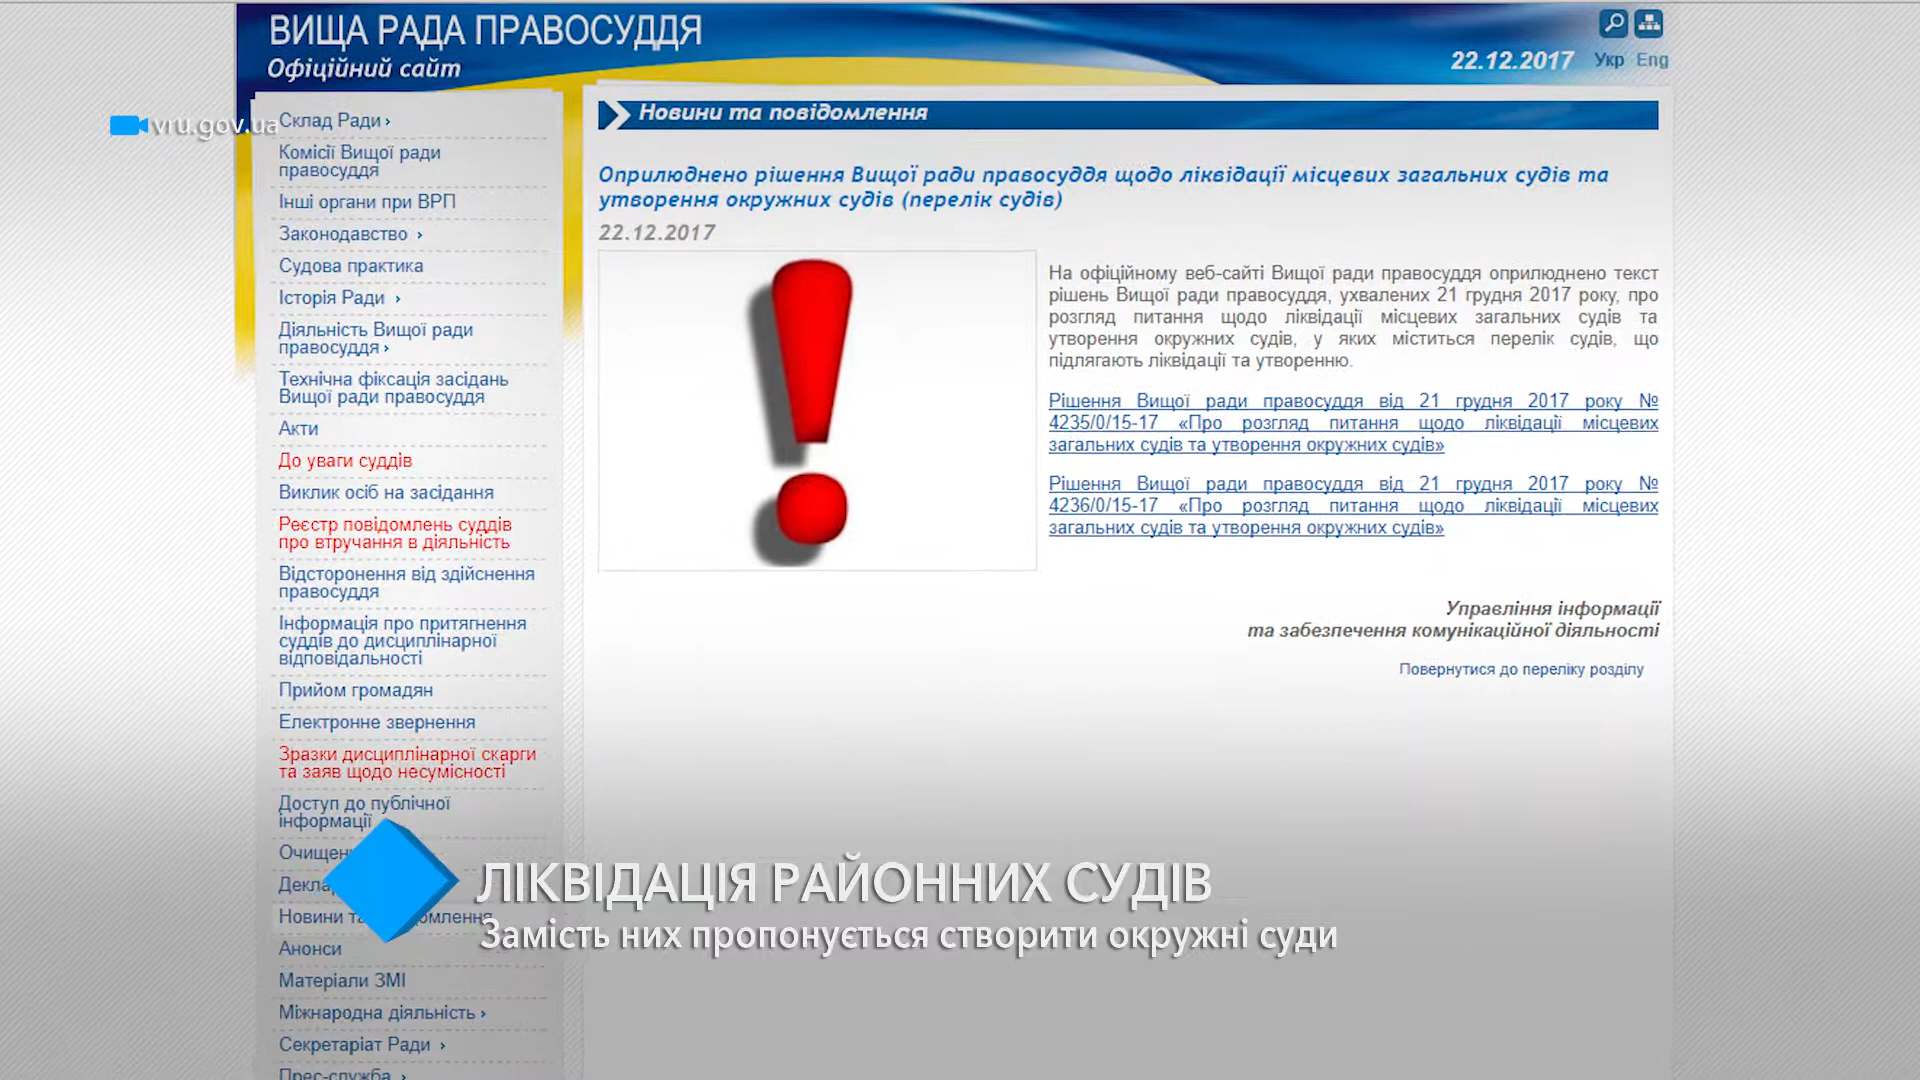 ВИЩА РАДА ПРАВОСУДДЯ
Офіційний сайт
22.12.2017
Укр Eng
vru.gov.ua
Склад Ради
Комісії Вищої ради
правосуддя
Інші органи при ВРП
Законодавство
Судова практика
Історія Ради
Діяльність Вищої ради
правосуддя
Технічна фіксація засідань
Вищої ради правосуддя
Акти
До уваги суддів
Виклик осіб на засідання
Реєстр повідомлень суддів
про втручання в діяльність
Відсторонення від здійснення
правосуддя
Інформація про притягнення
суддів до дисциплінарної
відповідальності
Прийом громадян
Електронне звернення
Зразки дисциплінарної скарги
та заяв щодо несумісності
Доступ до публічної
інформації
Новини та
Анонси
Матеріали ЗМІ
Міжнародна діяльність
Секретаріат Ради
Прес-служба
Новини та повідомлення
Оприлюднено рішення Вищої ради правосуддя щодо ліквідації місцевих загальних судів та
утворення окружних судів (перелік судів)
22.12.2017
На офіційному веб-сайті Вищої ради правосуддя оприлюднено текст
рішень Вищої ради правосуддя, ухвалених 21 грудня 2017 року, про
розгляд питання щодо ліквідації місцевих загальних судів та
утворення окружних судів, у яких міститься перелік судів, що
підлягають ліквідації та утворенню.
Рішення Вищої ради правосуддя від 21 грудня 2017 року №
4235/0/15-17 «Про розгляд питання щодо ліквідації місцевих
загальних судів та утворення окружних судів»
Рішення Вищої ради правосуддя від 21 грудня 2017 року №
4236/0/15-17 «Про розгляд питання щодо ліквідації місцевих
загальних судів та утворення окружних судів»
Управління інформації
та забезпечення комунікаційної діяльності
Повернутися до переліку розділу
ЛІКВІДАЦІЯ РАЙОННИХ СУДІВ
Замість них пропонується створити окружні суди